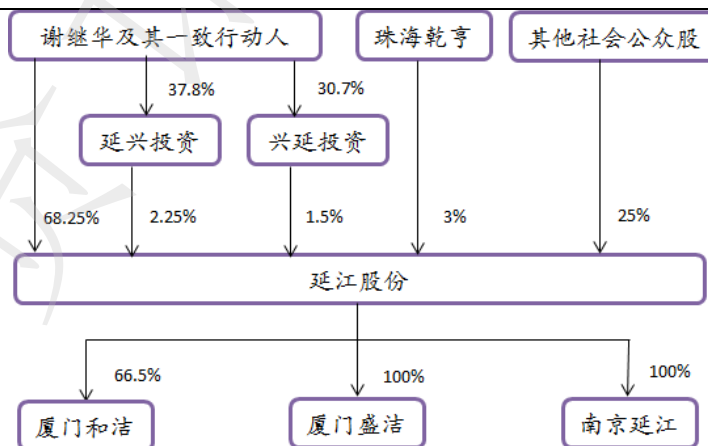 谢继华及其一致行动人
珠海乾亨
其他社会公众股
37.8%
30.7%
延兴投资
兴延投资
68.25%
2.25%
1.5%
3%
25%
延江股份
66.5%
100%
100%
厦门和洁
厦门盛洁
南京延江